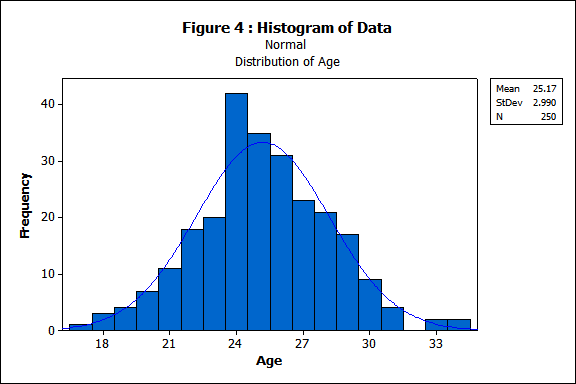 Figure 4 : Histogram of Data
Normal
Distribution of Age
Mean 25.17
StDev 2.990
N 250
Frequency
40
30
20
10
0
18 21 24 27 30 33
Age